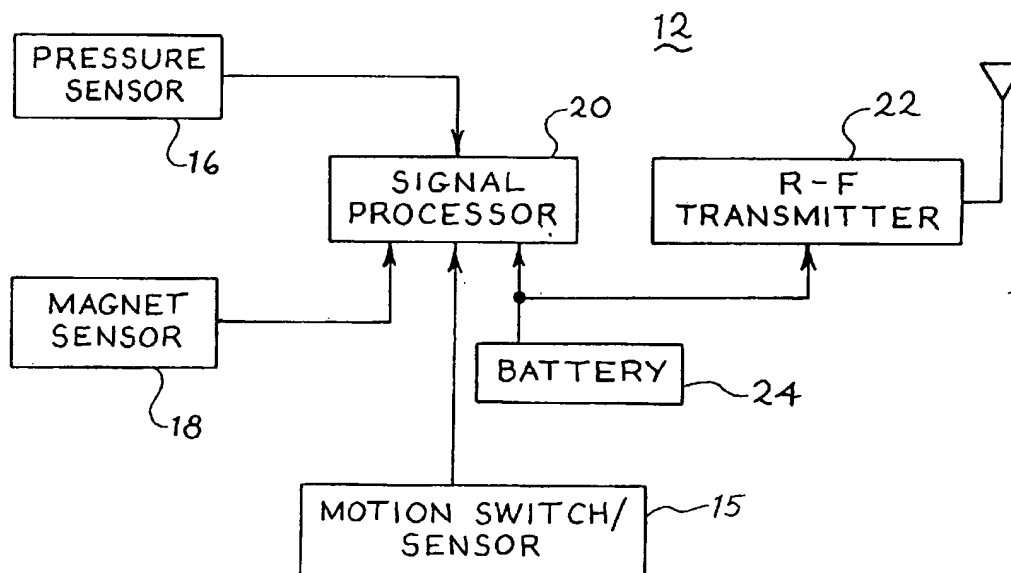 12
PRESSURE
SENSOR
16
20
SIGNAL
PROCESSOR
22
R-F
TRANSMITTER
MAGNET
SENSOR
18
BATTERY
24
MOTION SWITCH/
SENSOR
15